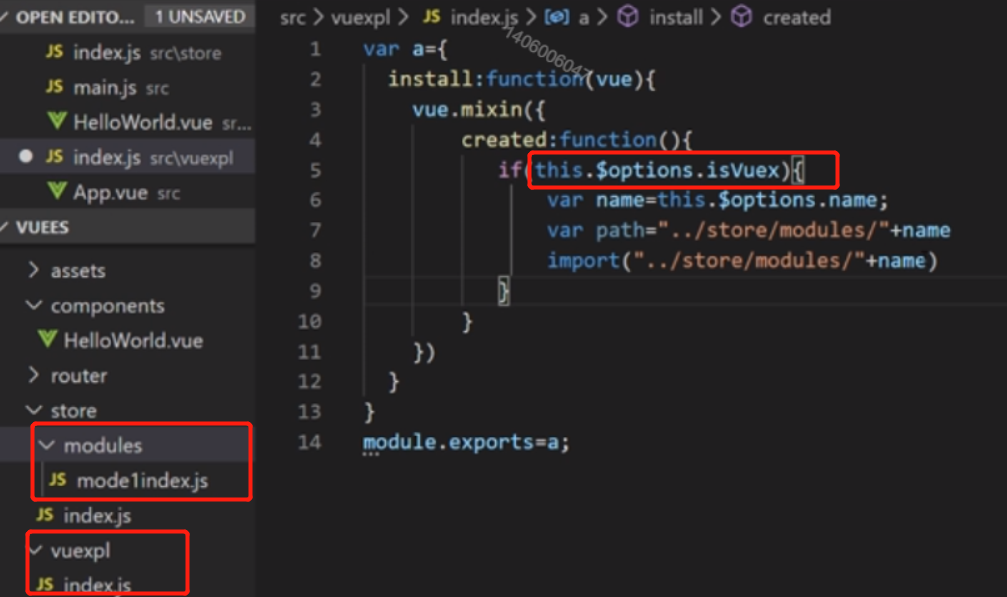 OPEN EDITO... 1 UNSAVED
JS index.js src\store
JS main.js src
HelloWorld.vue sr...
JS index.js src\vuexpl
App.vue src
VUEES
assets
components
HelloWorld.vue
router
store
modules
JS mode1index.js
JS index.js
vuexpl
JS index.js
src > vuexpl > JS index.js > a > install > created
1 var a={
2 install:function(vue){
3 vue.mixin({
4 created:function(){
5 if(this.$options.isVuex){
6 var name=this.$options.name;
7 var path="../store/modules/"+name
8 import("../store/modules/"+name)
9 }
10 }
11 })
12 }
13 }
14 module.exports=a;